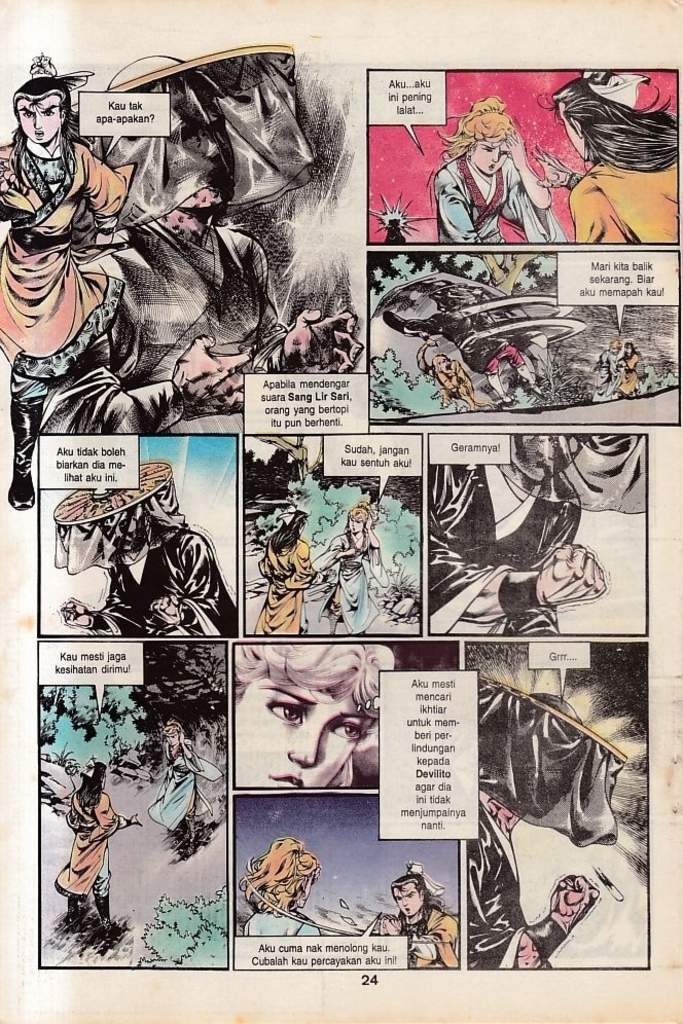 Kau tak
apa-apakan?
Aku...aku
ini pening
lalat...
Mari kita balik
sekarang. Biar
aku memapah kau!
Apabila mendengar
suara Sang Lir Sari,
orang yang bertopi
itu pun berhenti.
Aku tidak boleh
biarkan dia me-
lihat aku ini.
Sudah, jangan
kau sentuh aku!
Geramnya!
Kau mesti jaga
kesihatan dirimu!
Aku mesti
mencari
ikhtiar
untuk mem-
beri per-
lindungan
kepada
Devilito
agar dia
ini tidak
menjumpainya
nanti.
Grrr....
Aku cuma nak menolong kau.
Cubalah kau percayakan aku ini!
24